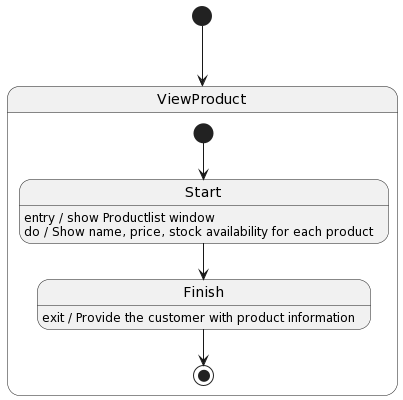 ViewProduct
Start
entry / show Productlist window
do / Show name, price, stock availability for each product
Finish
exit / Provide the customer with product information